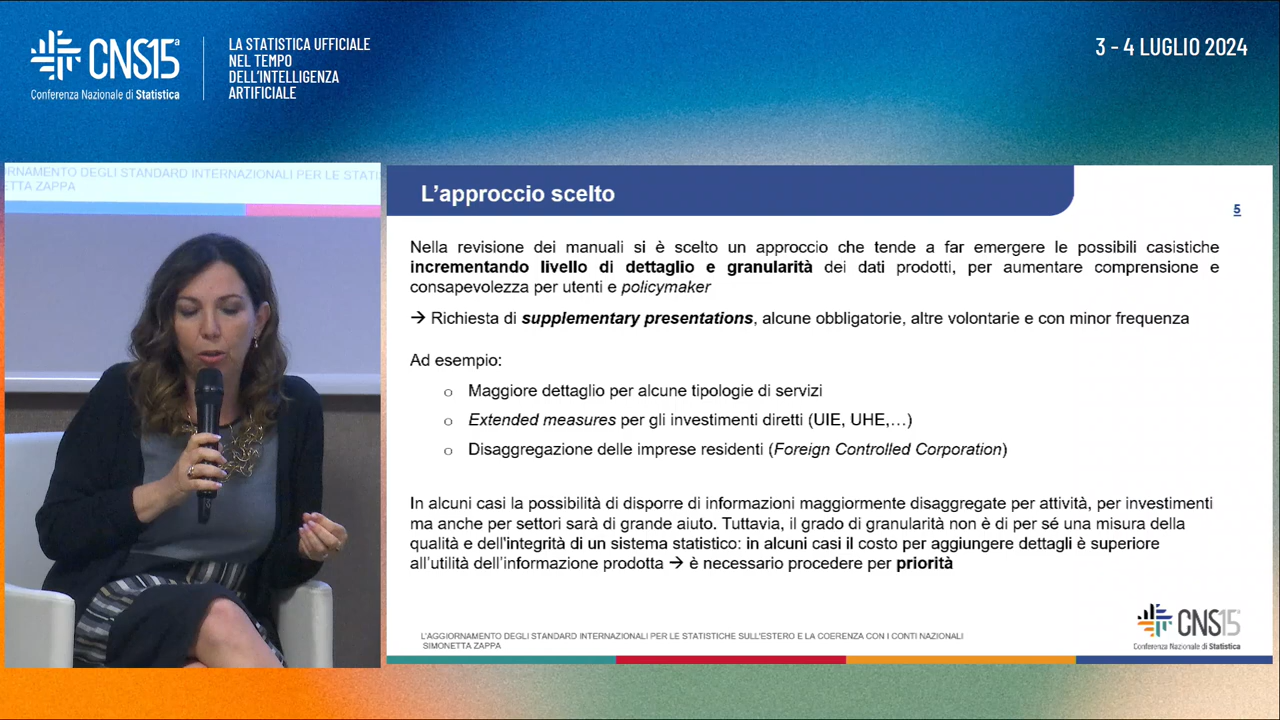 CNS15ª
Conferenza Nazionale di Statistica
LA STATISTICA UFFICIALE
NEL TEMPO
DELL'INTELLIGENZA
ARTIFICIALE
3 - 4 LUGLIO 2024
ORNAMENTO DEGLI STANDARD INTERNAZIONALI PER LE STATIS
ETTA ZAPPA
L'approccio scelto
5
Nella revisione dei manuali si è scelto un approccio che tende a far emergere le possibili casistiche
incrementando livello di dettaglio e granularità dei dati prodotti, per aumentare comprensione e
consapevolezza per utenti e policymaker
→ Richiesta di supplementary presentations, alcune obbligatorie, altre volontarie e con minor frequenza
Ad esempio:
o Maggiore dettaglio per alcune tipologie di servizi
o Extended measures per gli investimenti diretti (UIE, UHE,…)
o Disaggregazione delle imprese residenti (Foreign Controlled Corporation)
In alcuni casi la possibilità di disporre di informazioni maggiormente disaggregate per attività, per investimenti
ma anche per settori sarà di grande aiuto. Tuttavia, il grado di granularità non è di per sé una misura della
qualità e dell'integrità di un sistema statistico: in alcuni casi il costo per aggiungere dettagli è superiore
all'utilità dell'informazione prodotta → è necessario procedere per priorità
L'AGGIORNAMENTO DEGLI STANDARD INTERNAZIONALI PER LE STATISTICHE SULL'ESTERO E LA COERENZA CON I CONTI NAZIONALI
SIMONETTA ZAPPA
CNS15
Conferenza Nazionale di Statistica